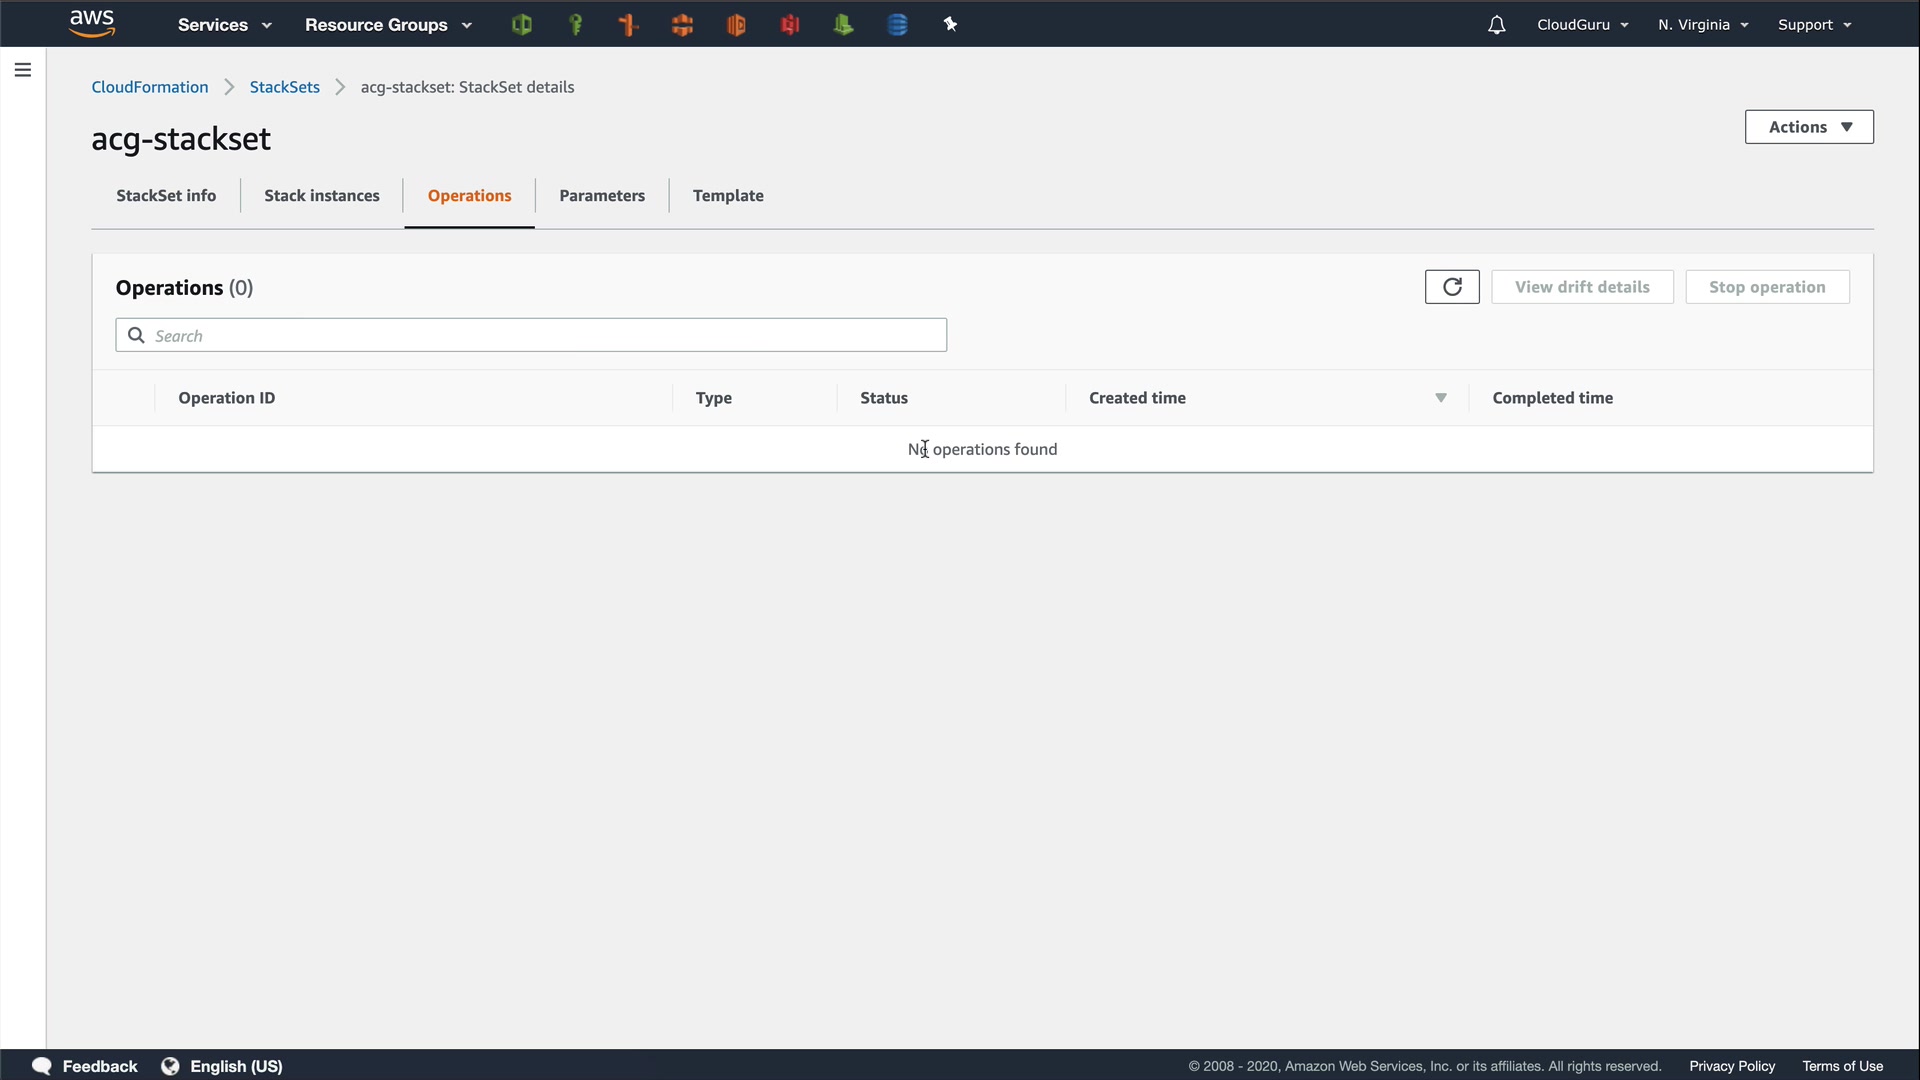 aws
Services
Resource Groups
CloudGuru
N. Virginia
Support
CloudFormation
StackSets
acg-stackset: StackSet details
acg-stackset
Actions
StackSet info
Stack instances
Operations
Parameters
Template
Operations (0)
View drift details
Stop operation
Search
Operation ID
Type
Status
Created time
Completed time
No operations found
Feedback
English (US)
© 2008 - 2020, Amazon Web Services, Inc. or its affiliates. All rights reserved.
Privacy Policy
Terms of Use